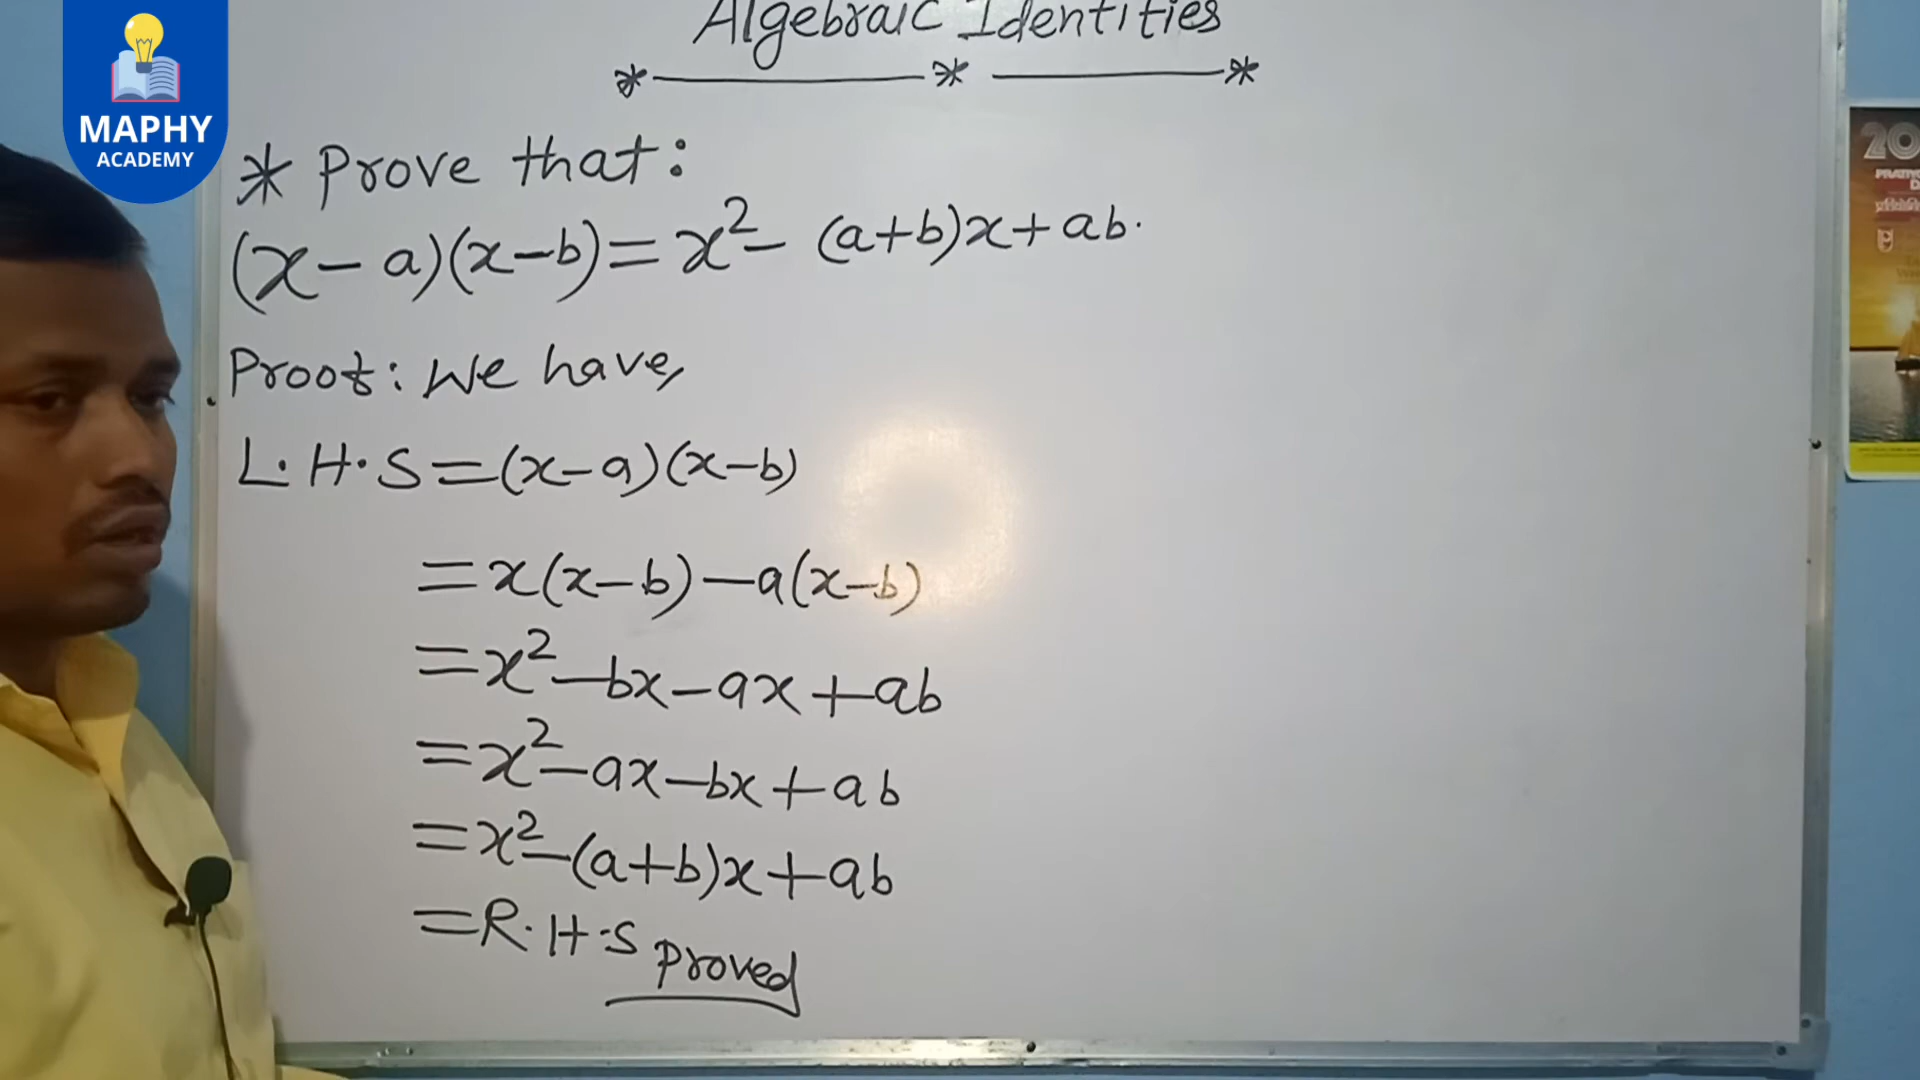 MAPHY
ACADEMY
Algebraic Identities
* Prove that:
(x-a)(x-b)=x²-(a+b)x+ab.
Proof: We have,
L.H.S=(x-a)(x-b)
=x(x-b)-a(x-b)
=x²-bx-ax+ab
=x²-ax-bx+ab
=x²-(a+b)x+ab
=R.H.S Proved
20